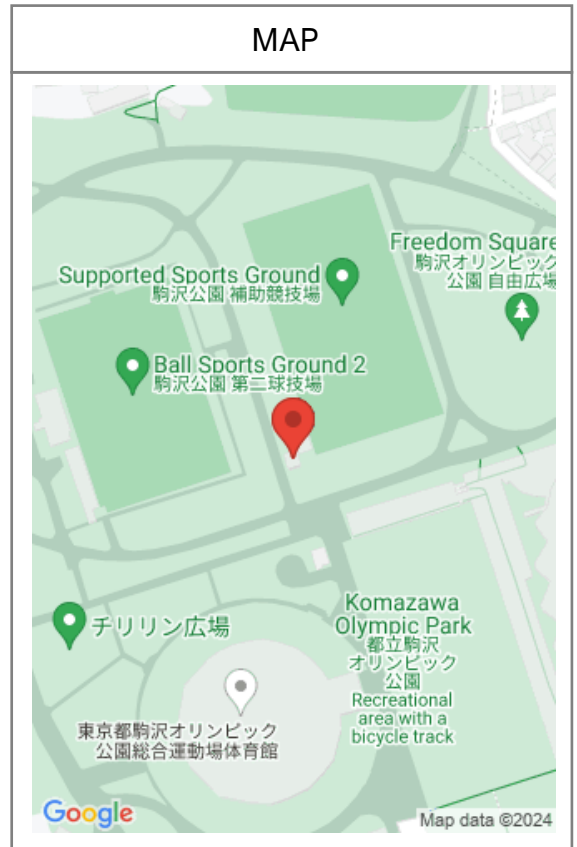 MAP
Freedom Square
駒沢オリンピック
公園 自由広場
Supported Sports Ground
駒沢公園 補助競技場
Ball Sports Ground 2
駒沢公園 第二球技場
Komazawa
Olympic Park
都立駒沢
オリンピック
公園
Recreational
area with a
bicycle track
チリリン広場
東京都駒沢オリンピック
公園総合運動場体育館
Google
Map data ©2024